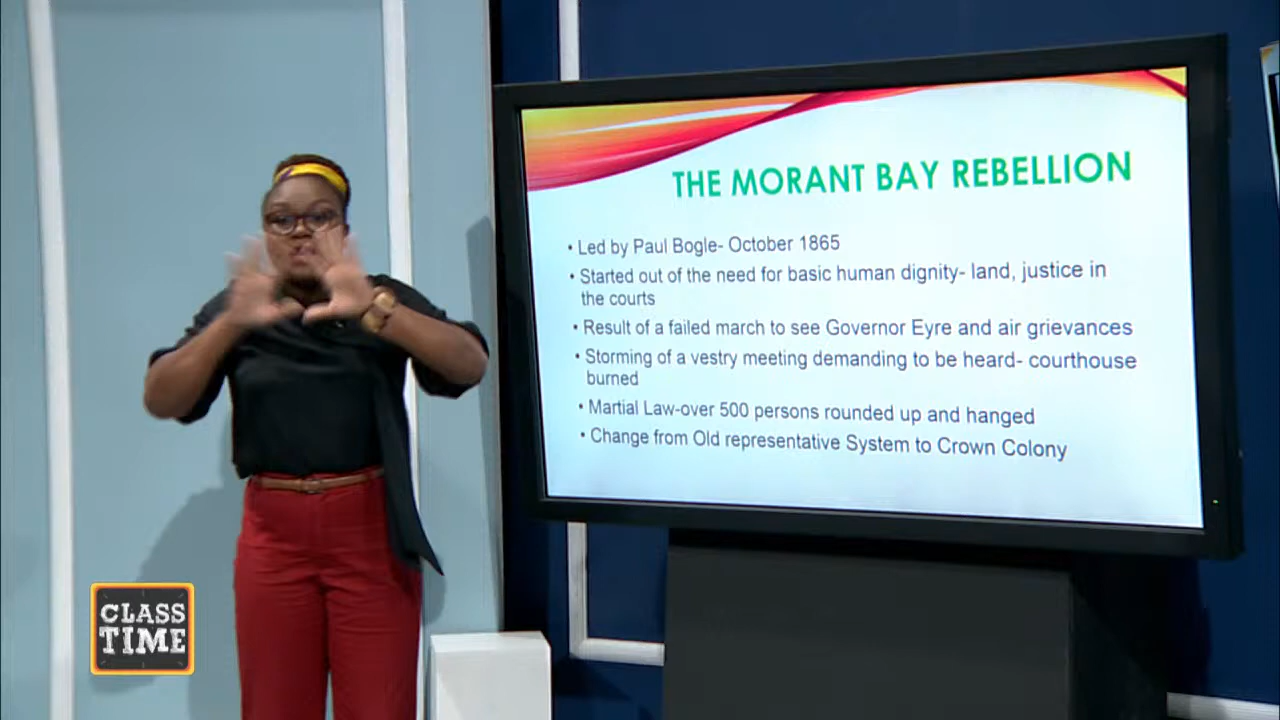 THE MORANT BAY REBELLION
• Led by Paul Bogle- October 1865
• Started out of the need for basic human dignity- land, justice in
the courts
• Result of a failed march to see Governor Eyre and air grievances
• Storming of a vestry meeting demanding to be heard- courthouse
burned
• Martial Law-over 500 persons rounded up and hanged
• Change from Old representative System to Crown Colony
CLASS
TIME